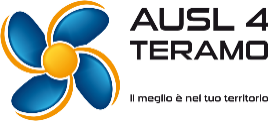 AUSL 4
TERAMO
Il meglio è nel tuo territorio